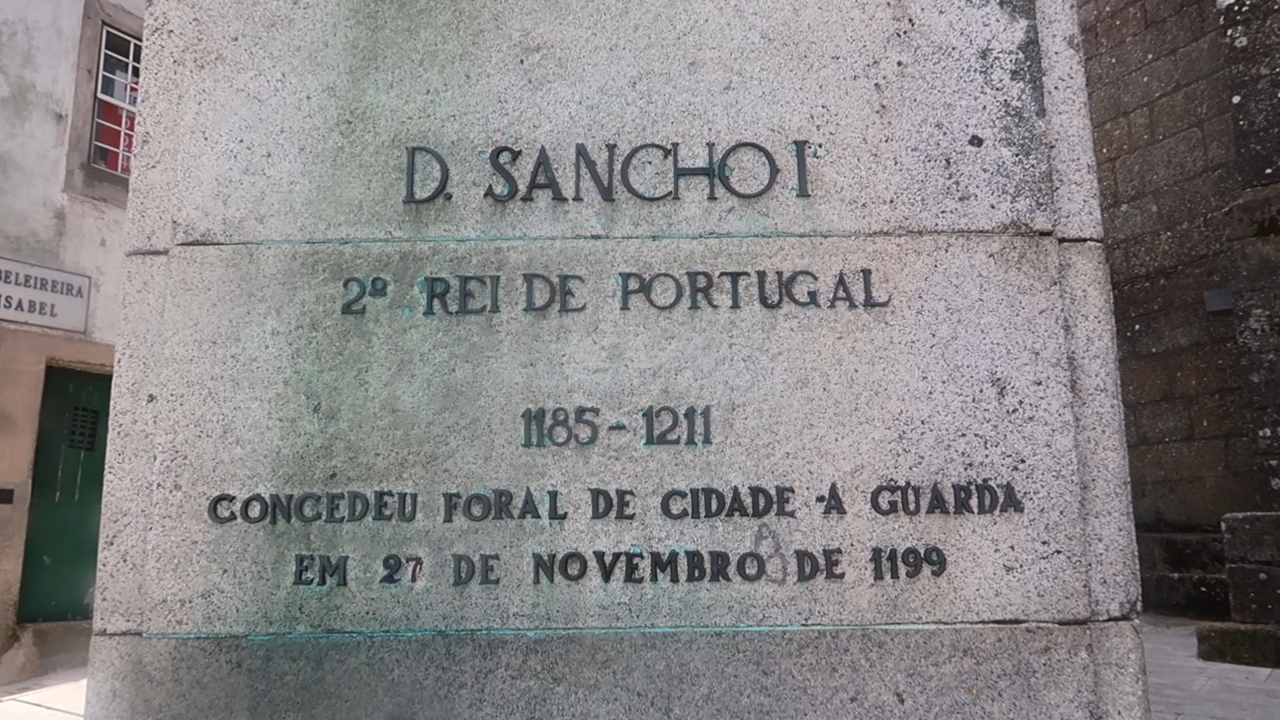 D. SANCHO I
2º REI DE PORTUGAL
1185 - 1211
CONCEDEU FORAL DE CIDADE A GUARDA
EM 27 DE NOVEMBRO DE 1199
BELEIREIRA
ISABEL